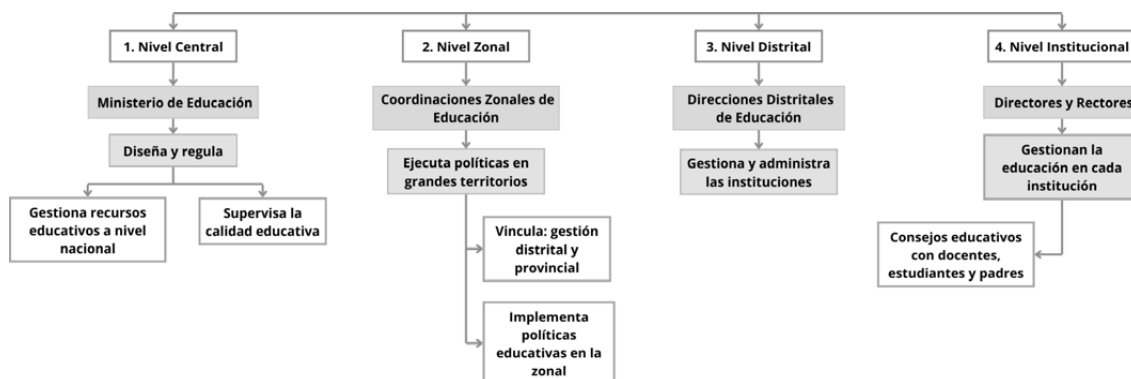 1. Nivel Central
Ministerio de Educación
Diseña y regula
Gestiona recursos
educativos a nivel
nacional
Supervisa la
calidad educativa
2. Nivel Zonal
Coordinaciones Zonales de
Educación
Ejecuta políticas en
grandes territorios
Vincula: gestión
distrital y
provincial
Implementa
políticas
educativas en la
zonal
3. Nivel Distrital
Direcciones Distritales
de Educación
Gestiona y administra
las instituciones
4. Nivel Institucional
Directores y Rectores
Gestionan la
educación en cada
institución
Consejos educativos
con docentes,
estudiantes y padres